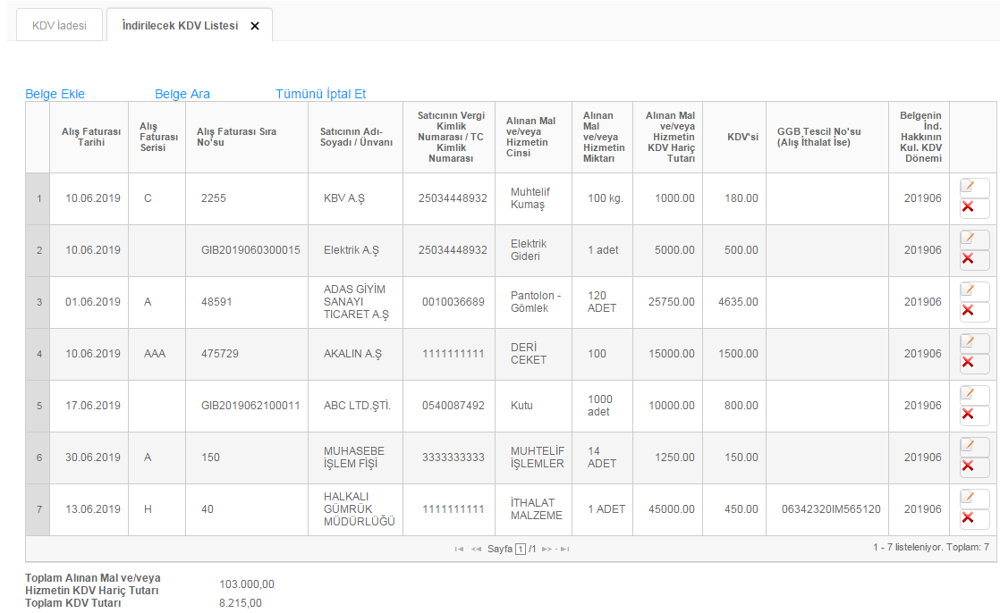 KDV İadesi
İndirilecek KDV Listesi
Belge Ekle Belge Ara Tümünü İptal Et
Alış Faturası
Tarihi
Alış
Faturası
Serisi
Alış Faturası Sıra
No'su
Satıcının Adı-
Soyadı / Ünvanı
Satıcının Vergi
Kimlik
Numarası / TC
Kimlik
Numarası
Alınan Mal
ve/veya
Hizmetin
Cinsi
Alınan
Mal
ve/veya
Hizmetin
Miktarı
Alınan Mal
ve/veya
Hizmetin
KDV Hariç
Tutarı
KDV'si
GGB Tescil No'su
(Alış İthalat İse)
Belgenin
İnd.
Hakkının
Kul. KDV
Dönemi
1 10.06.2019 C 2255 KBV A.Ş 25034448932 Muhtelif
Kumaş
100 kg. 1000.00 180.00 201906
2 10.06.2019 GIB2019060300015 Elektrik A.Ş 25034448932 Elektrik
Gideri
1 adet 5000.00 500.00 201906
3 01.06.2019 A 48591 ADAS GİYİM
SANAYI
TICARET A.Ş
0010036689 Pantolon -
Gömlek
120
ADET
25750.00 4635.00 201906
4 10.06.2019 AAA 475729 AKALIN A.Ş 1111111111 DERİ
CEKET
100 15000.00 1500.00 201906
5 17.06.2019 GIB2019062100011 ABC LTD.ŞTİ. 0540087492 Kutu 1000
adet
10000.00 800.00 201906
6 30.06.2019 A 150 MUHASEBE
İŞLEM FİŞİ
3333333333 MUHTELİF
İŞLEMLER
14
ADET
1250.00 150.00 201906
7 13.06.2019 H 40 HALKALI
GÜMRÜK
MÜDÜRLÜĞÜ
1111111111 İTHALAT
MALZEME
1 ADET 45000.00 450.00 06342320IM565120 201906
Sayfa 1 /1
1 - 7 listeleniyor. Toplam: 7
Toplam Alınan Mal ve/veya
Hizmetin KDV Hariç Tutarı 103.000,00
Toplam KDV Tutarı 8.215,00